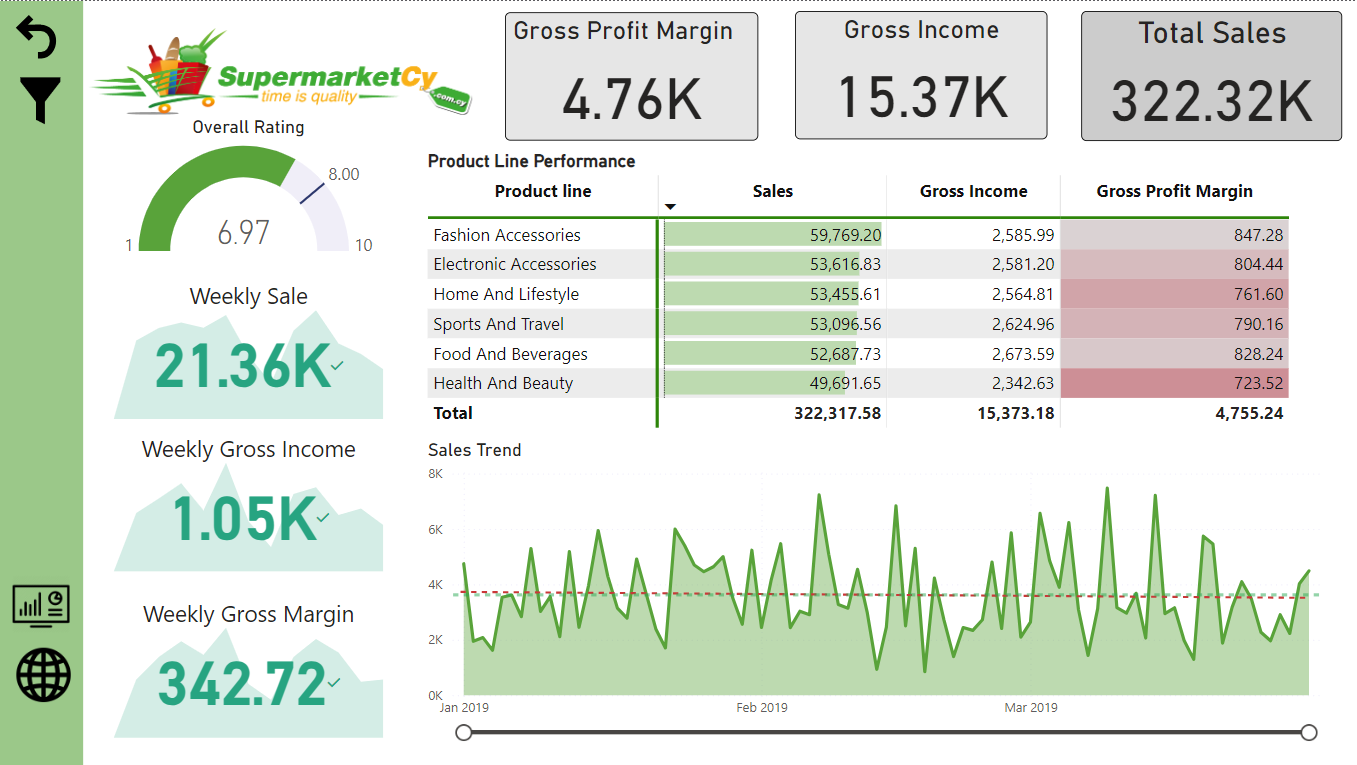 SupermarketCy
time is quality
.com.cy
Gross Profit Margin
4.76K
Gross Income
15.37K
Total Sales
322.32K
Overall Rating
8.00
6.97
1
10
Weekly Sale
21.36K
Weekly Gross Income
1.05K
Weekly Gross Margin
342.72
Product Line Performance
Product line Sales Gross Income Gross Profit Margin
Fashion Accessories 59,769.20 2,585.99 847.28
Electronic Accessories 53,616.83 2,581.20 804.44
Home And Lifestyle 53,455.61 2,564.81 761.60
Sports And Travel 53,096.56 2,624.96 790.16
Food And Beverages 52,687.73 2,673.59 828.24
Health And Beauty 49,691.65 2,342.63 723.52
Total 322,317.58 15,373.18 4,755.24
Sales Trend
8K
6K
4K
2K
0K
Jan 2019 Feb 2019 Mar 2019